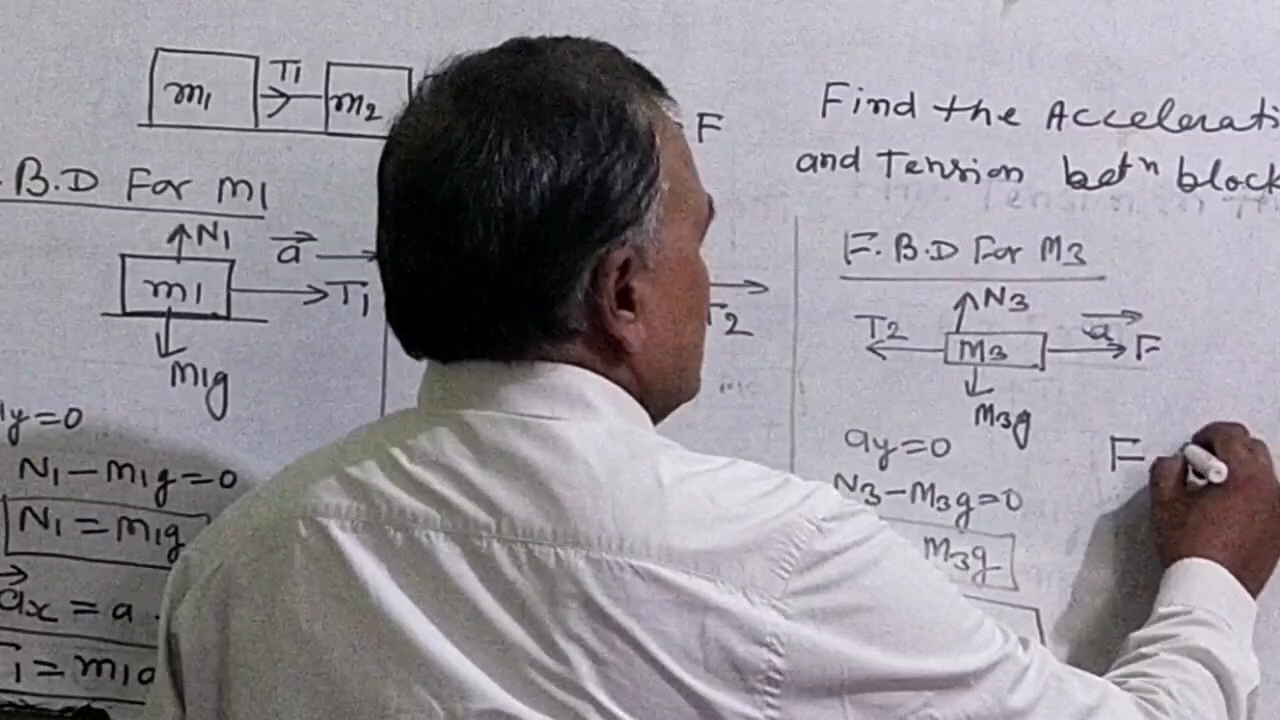 m1 T1 m2
F
Find the Accelerati
and Tension betn block
.B.D For m1
N1
a
m1 T1
m1g
y=0
N1-m1g=0
N1=m1g
ax=a
T1=m1a
T2
F.B.D For M3
N3
T2 M3 a F
M3g
ay=0
N3-M3g=0
M3g
F